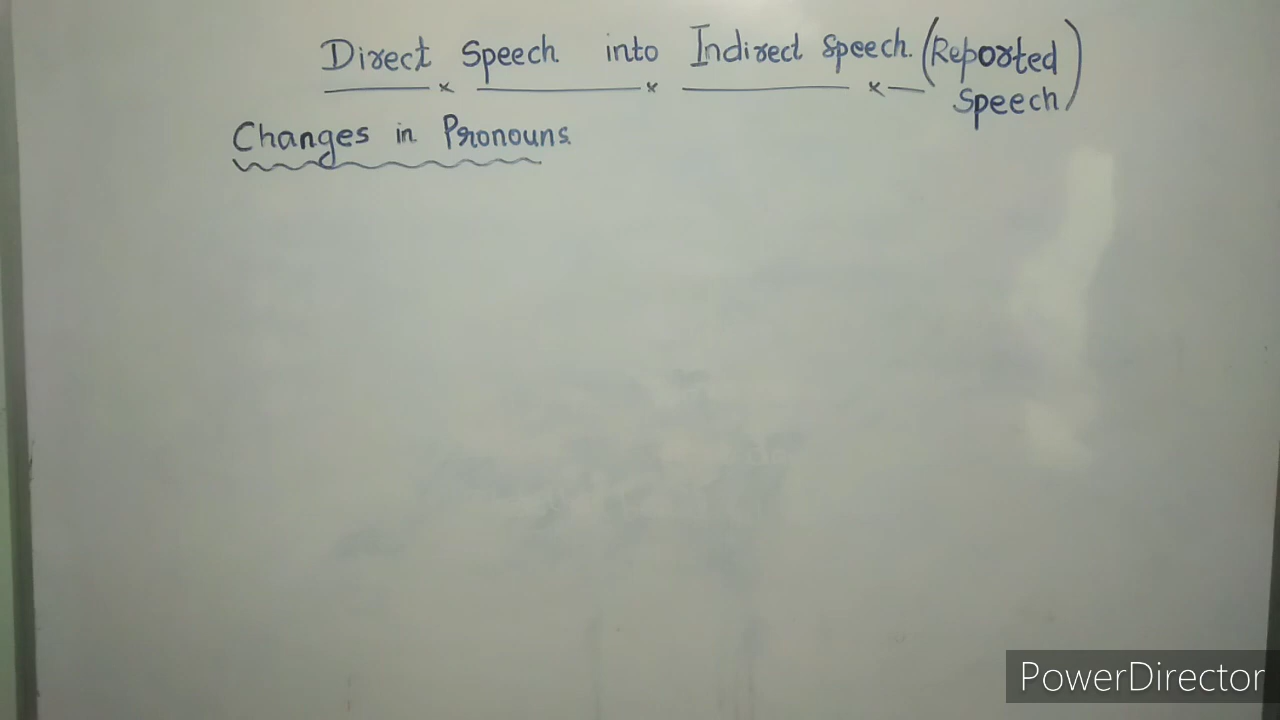 Direct Speech into Indirect Speech. (Reported
Speech)
Changes in Pronouns.
PowerDirector